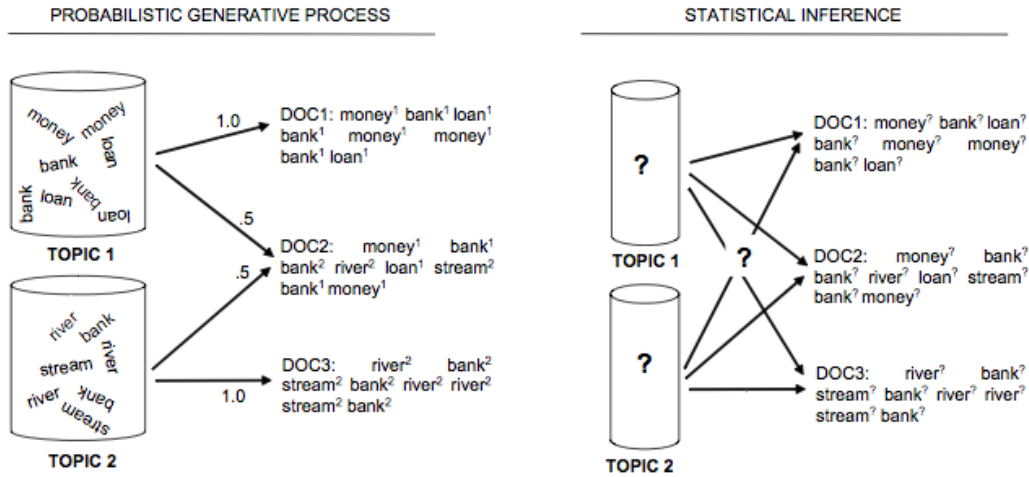 PROBABILISTIC GENERATIVE PROCESS
money
money
loan
bank
bank
loan
bank
loan
TOPIC 1
river
bank
river
stream
river
bank
stream
TOPIC 2
1.0
.5
.5
1.0
DOC1: money¹ bank¹ loan¹
bank¹ money¹ money¹
bank¹ loan¹
DOC2: money¹ bank¹
bank² river² loan¹ stream²
bank¹ money¹
DOC3: river² bank²
stream² bank² river² river²
stream² bank²
STATISTICAL INFERENCE
?
TOPIC 1
?
?
TOPIC 2
DOC1: money? bank? loan?
bank? money? money?
bank? loan?
DOC2: money? bank?
bank? river? loan? stream?
bank? money?
DOC3: river? bank?
stream? bank? river? river?
stream? bank?